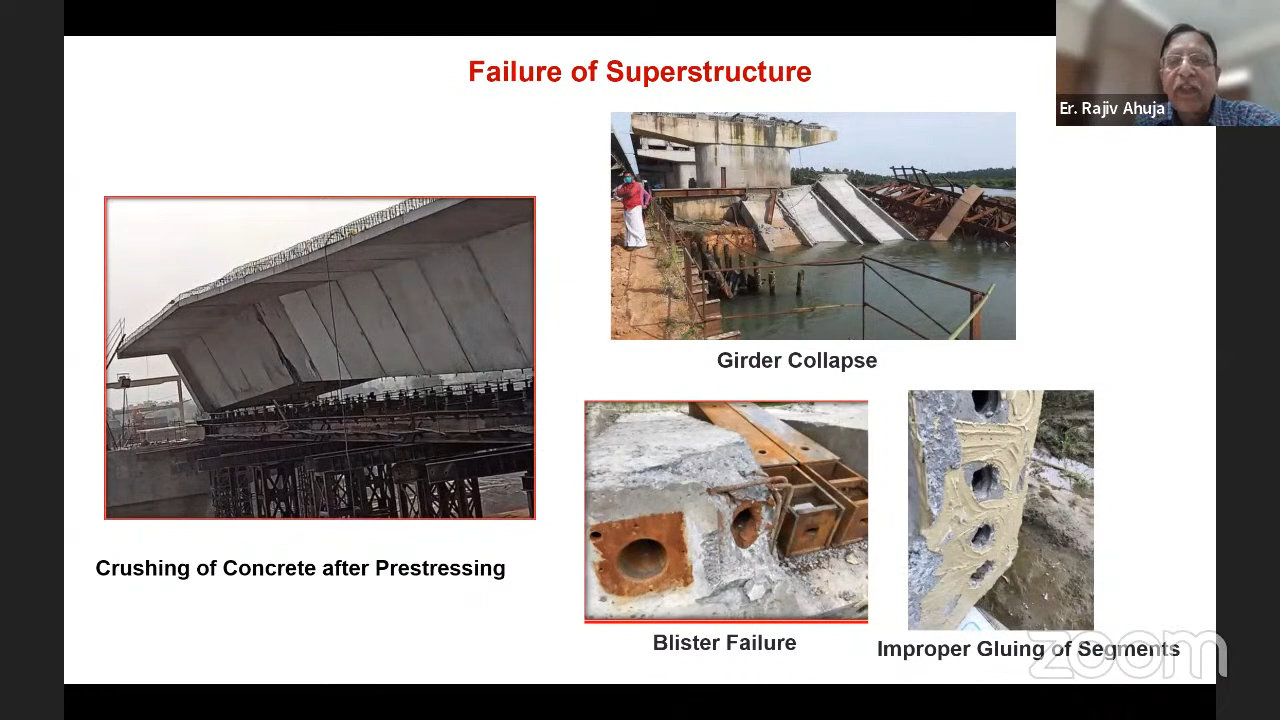 Failure of Superstructure
Er. Rajiv Ahuja
Girder Collapse
Crushing of Concrete after Prestressing
Blister Failure
Improper Gluing of Segments
zoom